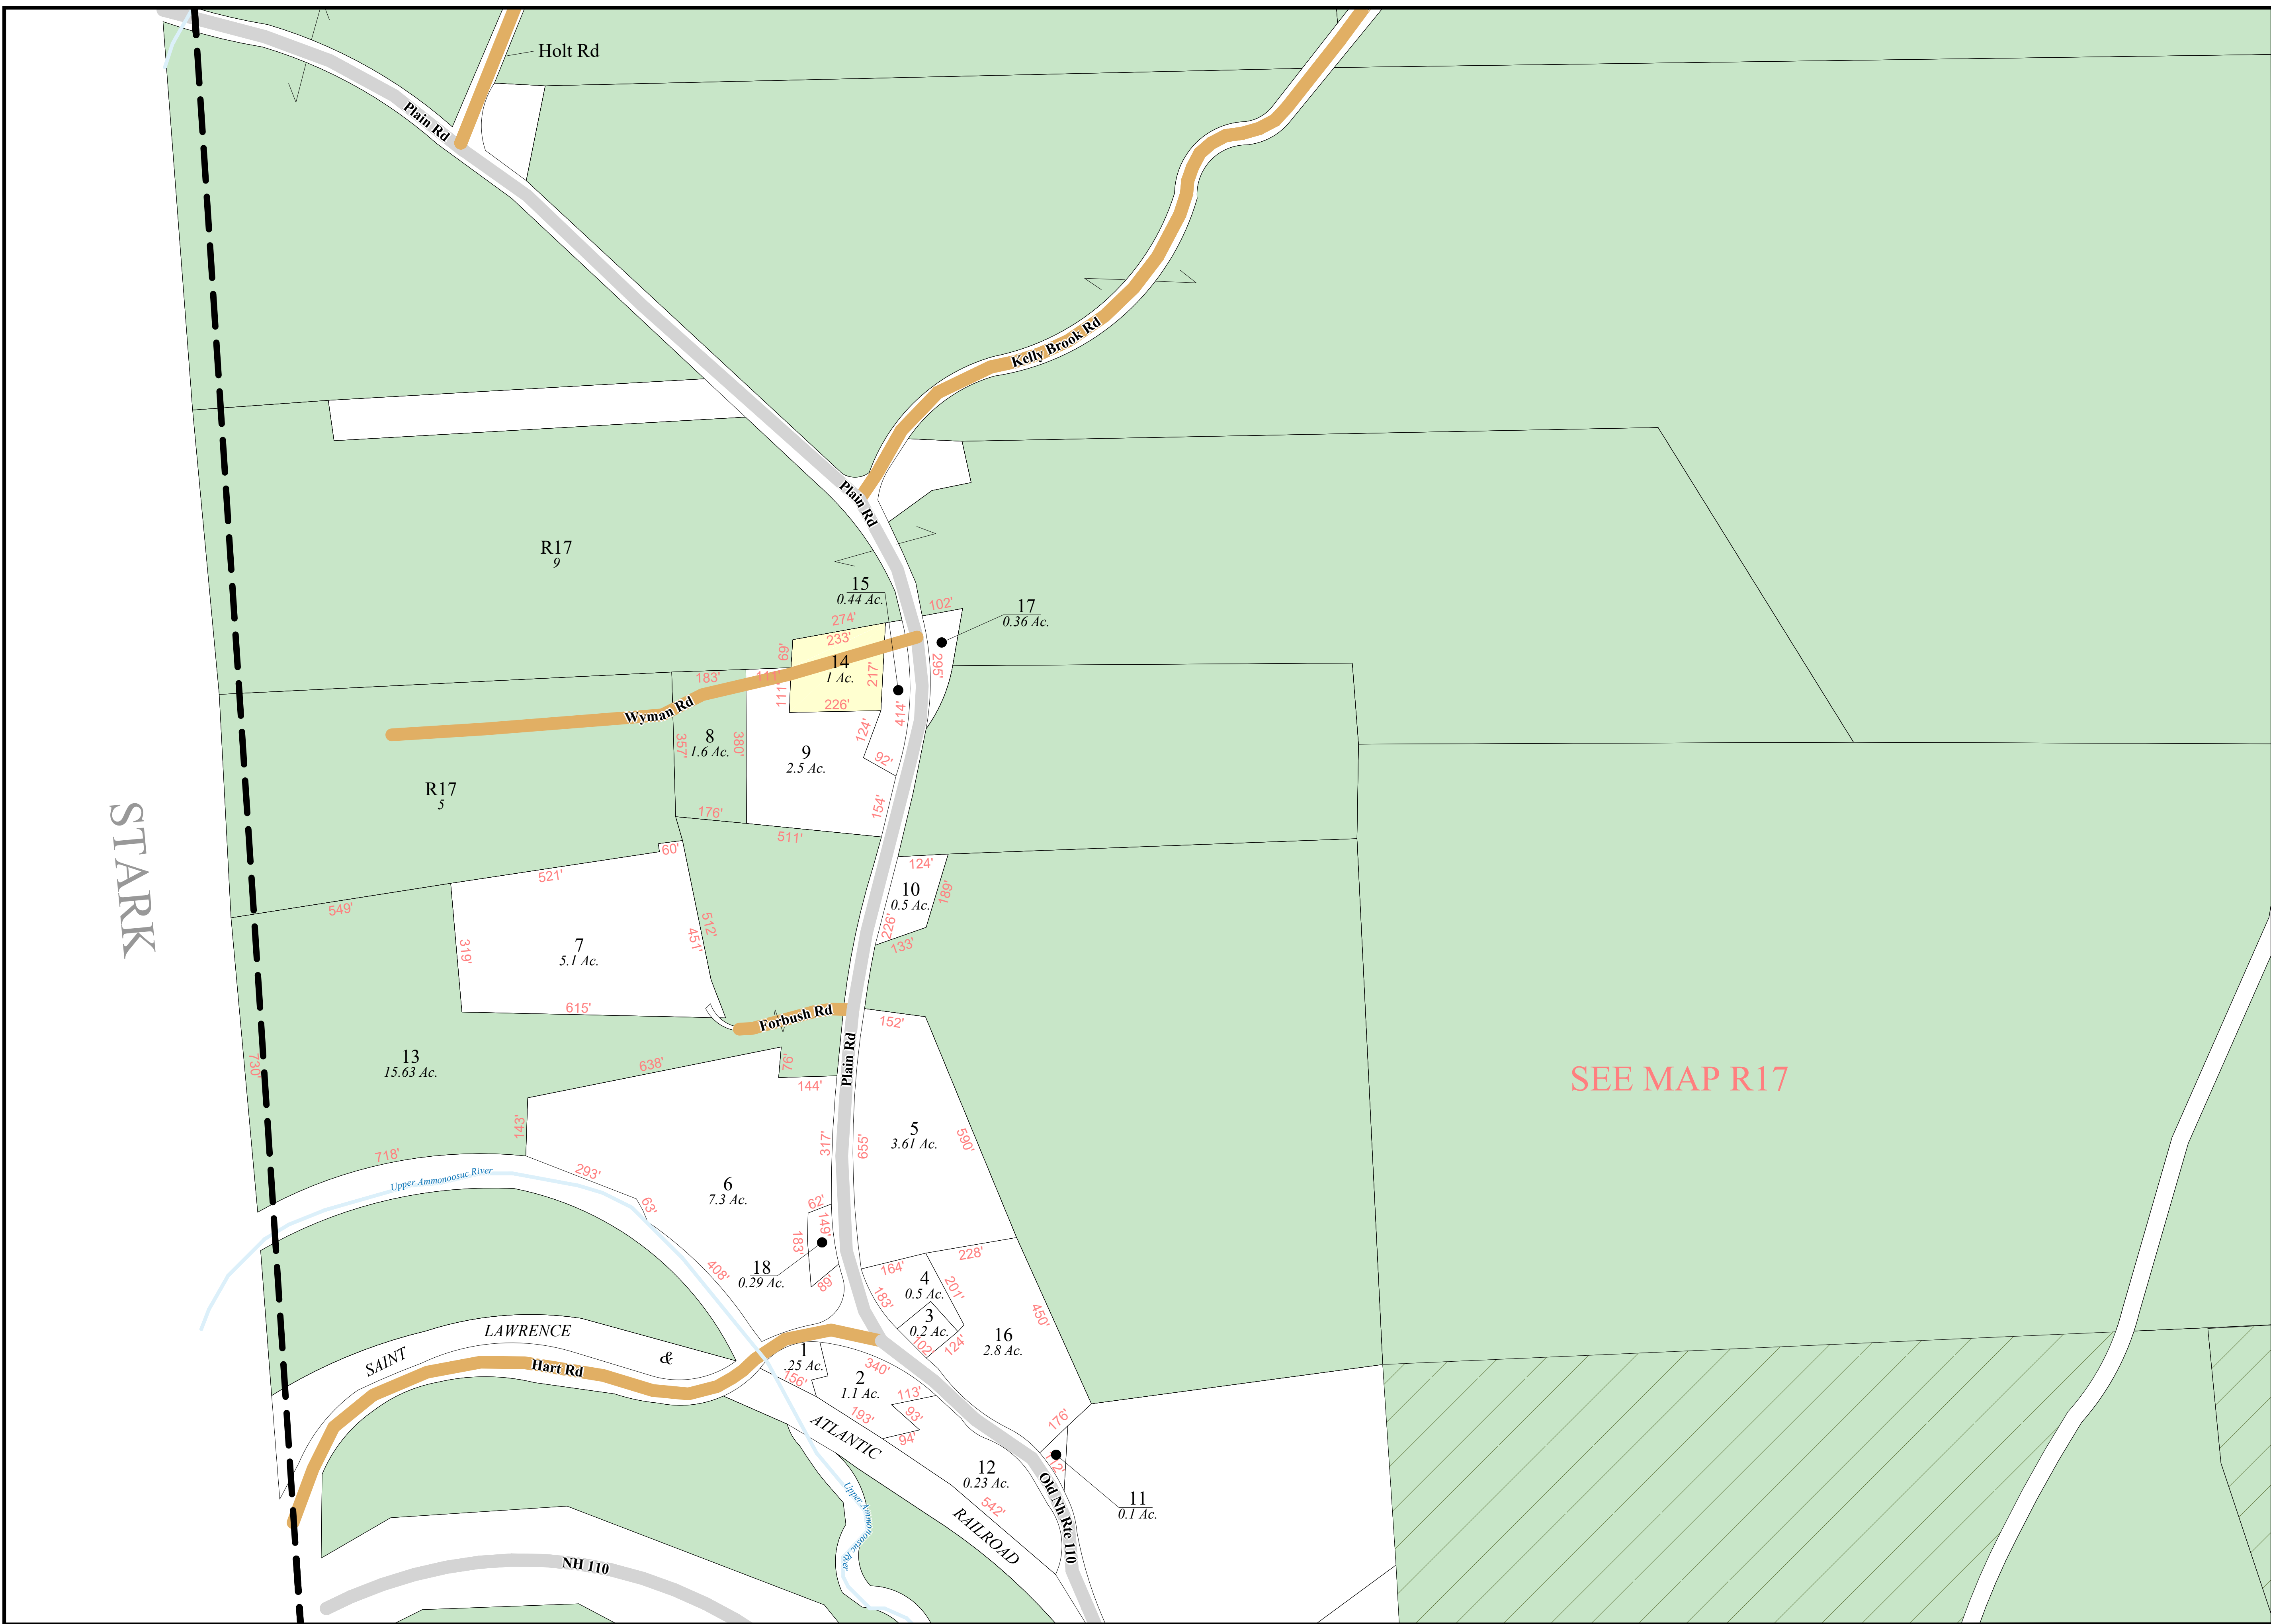 Holt Rd
Plain Rd
Kelly Brook Rd
Plain Rd
R17
9
15
0.44 Ac.
17
0.36 Ac.
102'
274'
233'
69'
14
1 Ac.
217'
295'
183'
111'
111'
226'
414'
Wyman Rd
124'
92'
357'
8
1.6 Ac.
380'
9
2.5 Ac.
154'
R17
5
176'
511'
STARK
60'
124'
521'
10
0.5 Ac.
189'
549'
226'
133'
512'
451'
319'
7
5.1 Ac.
615'
Forbush Rd
152'
Plain Rd
13
15.63 Ac.
730'
638'
76'
144'
SEE MAP R17
143'
317'
655'
5
3.61 Ac.
590'
718'
Upper Ammonoosuc River
293'
63'
6
7.3 Ac.
62'
149'
183'
18
0.29 Ac.
89'
408'
228'
164'
4
0.5 Ac.
201'
183'
3
0.2 Ac.
102'
124'
16
2.8 Ac.
450'
SAINT
LAWRENCE
&
Hart Rd
1
.25 Ac.
156'
340'
2
1.1 Ac.
113'
93'
193'
94'
ATLANTIC
176'
12
0.23 Ac.
542'
RAILROAD
Old Nh Rte 110
11
0.1 Ac.
Upper Ammonoosuc River
NH 110